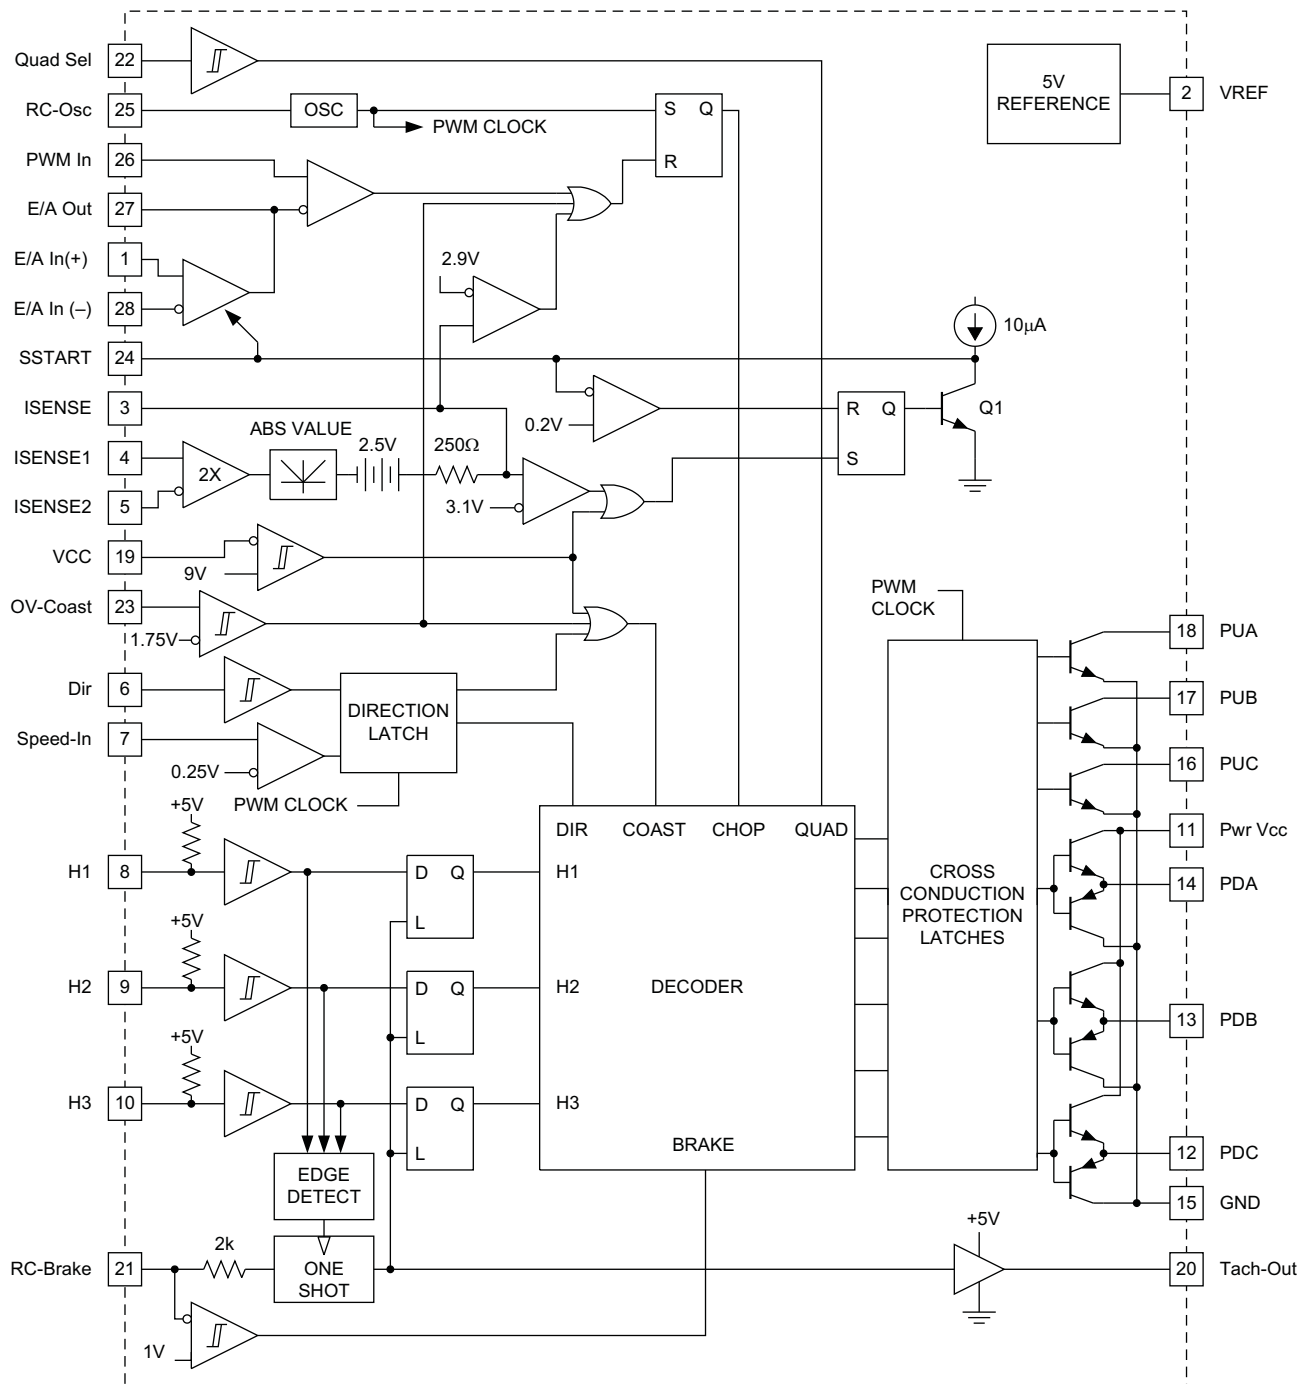 Quad Sel 22
5V
REFERENCE
2 VREF
RC-Osc 25 OSC
PWM CLOCK
S Q
R
PWM In 26
E/A Out 27
E/A In(+) 1
2.9V
E/A In (–) 28
10μA
SSTART 24
ISENSE 3
0.2V
R Q
S
Q1
ABS VALUE
2.5V
250Ω
ISENSE1 4
2X
ISENSE2 5
3.1V
VCC 19
9V
OV-Coast 23
1.75V
PWM
CLOCK
18 PUA
Dir 6
DIRECTION
LATCH
17 PUB
Speed-In 7
0.25V
16 PUC
PWM CLOCK
+5V
DIR COAST CHOP QUAD
11 Pwr Vcc
H1 8
D Q
L
H1
CROSS
CONDUCTION
PROTECTION
LATCHES
14 PDA
+5V
H2 9
D Q
L
H2
DECODER
13 PDB
+5V
H3 10
D Q
L
H3
BRAKE
12 PDC
EDGE
DETECT
15 GND
+5V
2k
RC-Brake 21
ONE
SHOT
20 Tach-Out
1V